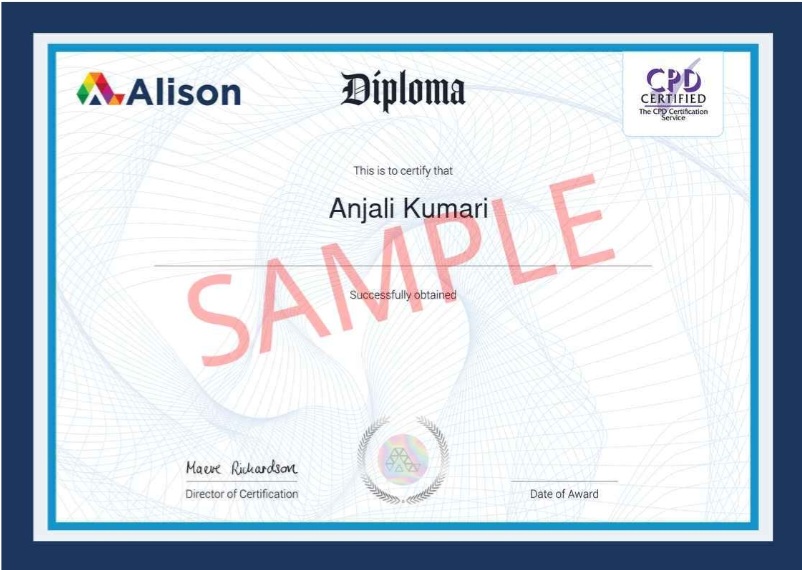 Alison
Diploma
CPD
CERTIFIED
The CPD Certification
Service
This is to certify that
Anjali Kumari
SAMPLE
Successfully obtained
Maeve Richardson
Director of Certification
Date of Award